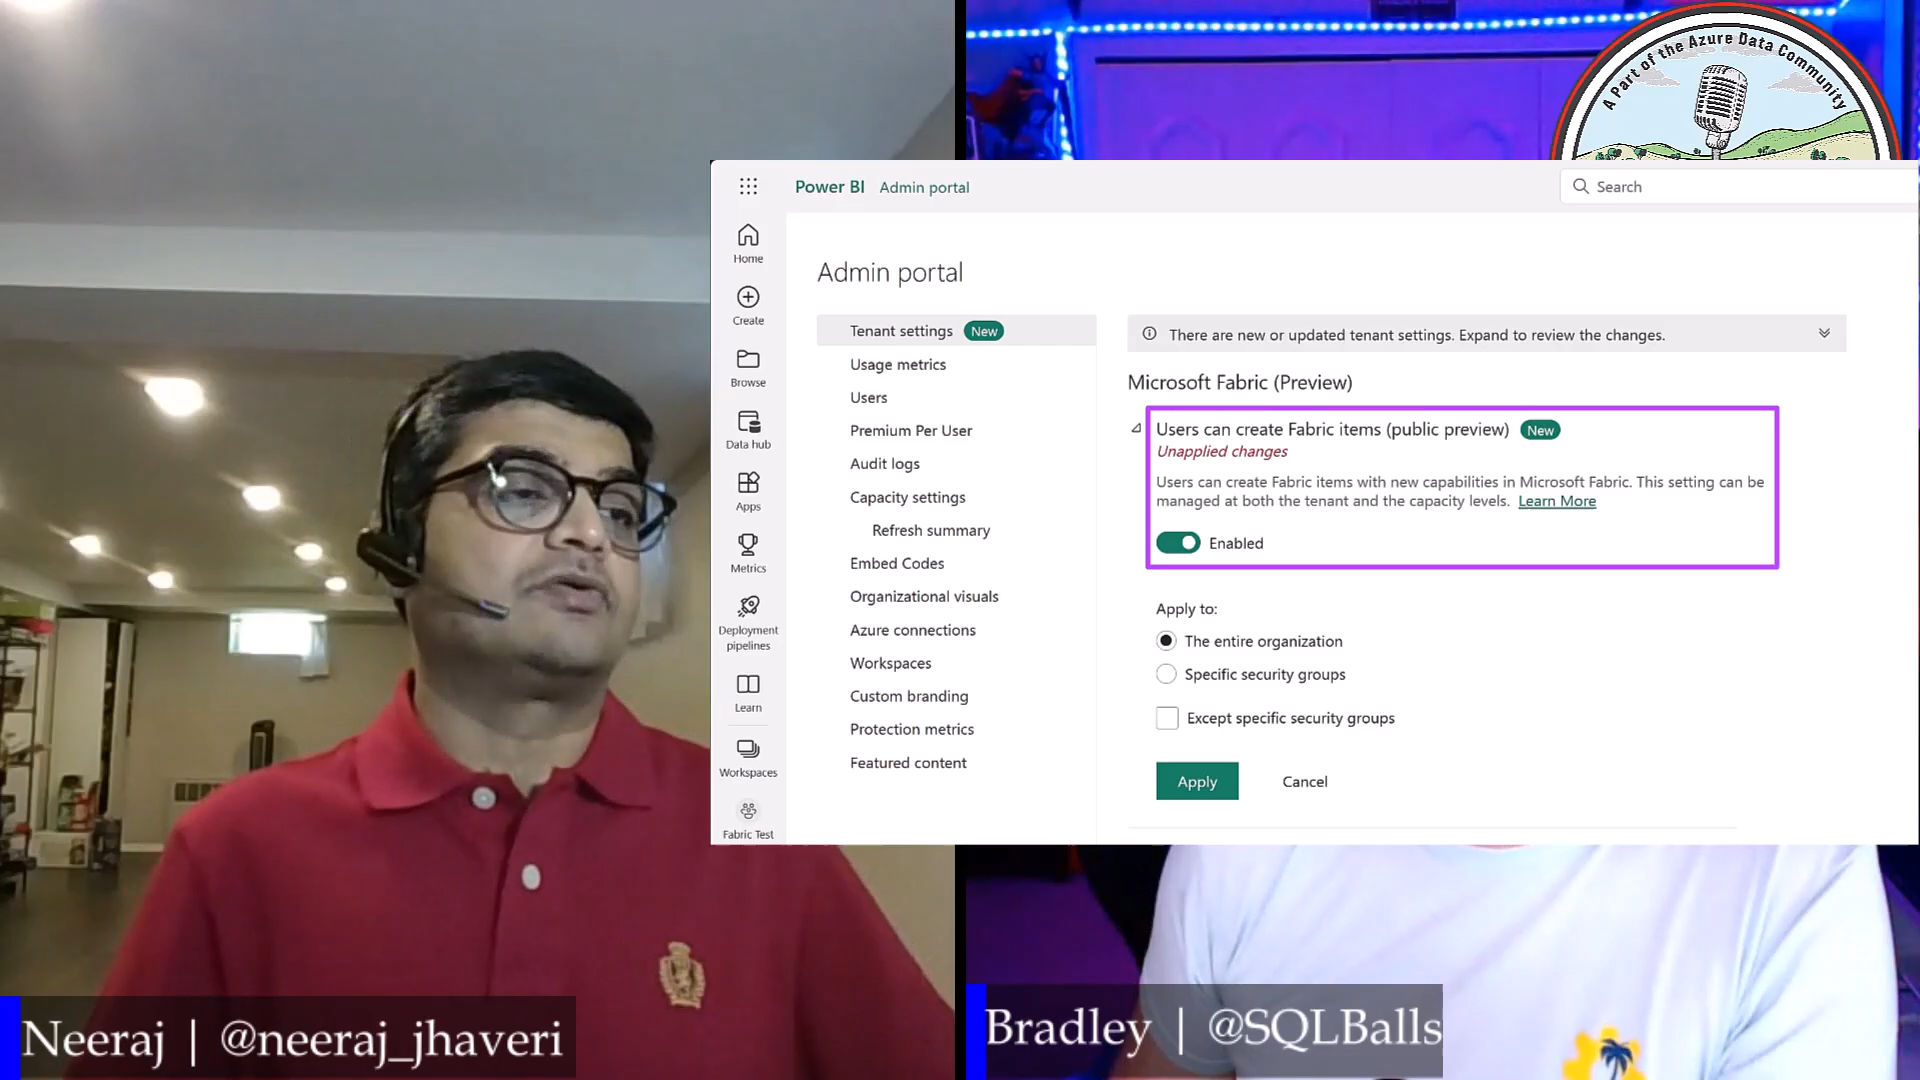 A Part of the Azure Data Community
Power BI Admin portal
Search
Home
Create
Browse
Data hub
Apps
Metrics
Deployment
pipelines
Learn
Workspaces
Fabric Test
Admin portal
Tenant settings New
Usage metrics
Users
Premium Per User
Audit logs
Capacity settings
Refresh summary
Embed Codes
Organizational visuals
Azure connections
Workspaces
Custom branding
Protection metrics
Featured content
There are new or updated tenant settings. Expand to review the changes.
Microsoft Fabric (Preview)
Users can create Fabric items (public preview) New
Unapplied changes
Users can create Fabric items with new capabilities in Microsoft Fabric. This setting can be
managed at both the tenant and the capacity levels. Learn More
Enabled
Apply to:
The entire organization
Specific security groups
Except specific security groups
Apply Cancel
Neeraj | @neeraj_jhaveri
Bradley | @SQLBalls